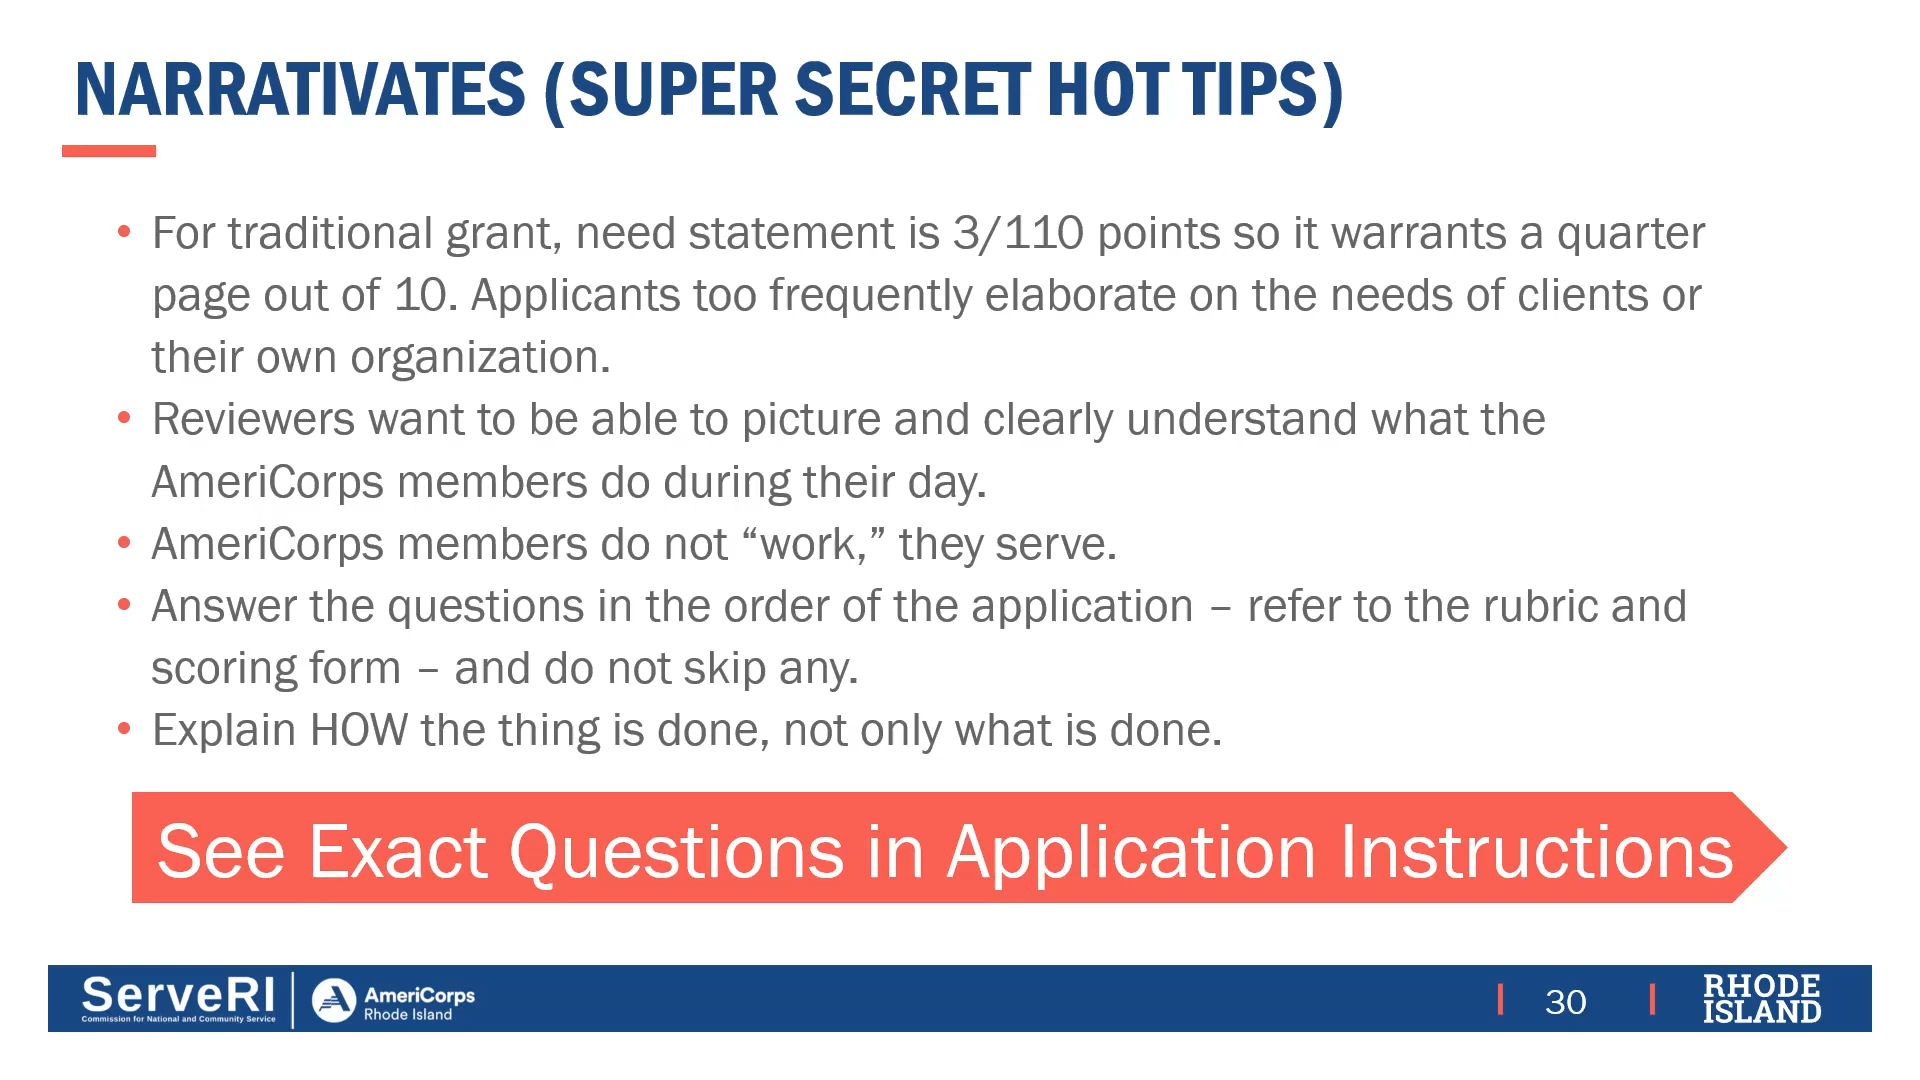 NARRATIVATES (SUPER SECRET HOT TIPS)
• For traditional grant, need statement is 3/110 points so it warrants a quarter
page out of 10. Applicants too frequently elaborate on the needs of clients or
their own organization.
• Reviewers want to be able to picture and clearly understand what the
AmeriCorps members do during their day.
• AmeriCorps members do not “work,” they serve.
• Answer the questions in the order of the application – refer to the rubric and
scoring form – and do not skip any.
• Explain HOW the thing is done, not only what is done.
See Exact Questions in Application Instructions
ServeRI
Commission for National and Community Service
AmeriCorps
Rhode Island
30
RHODE
ISLAND